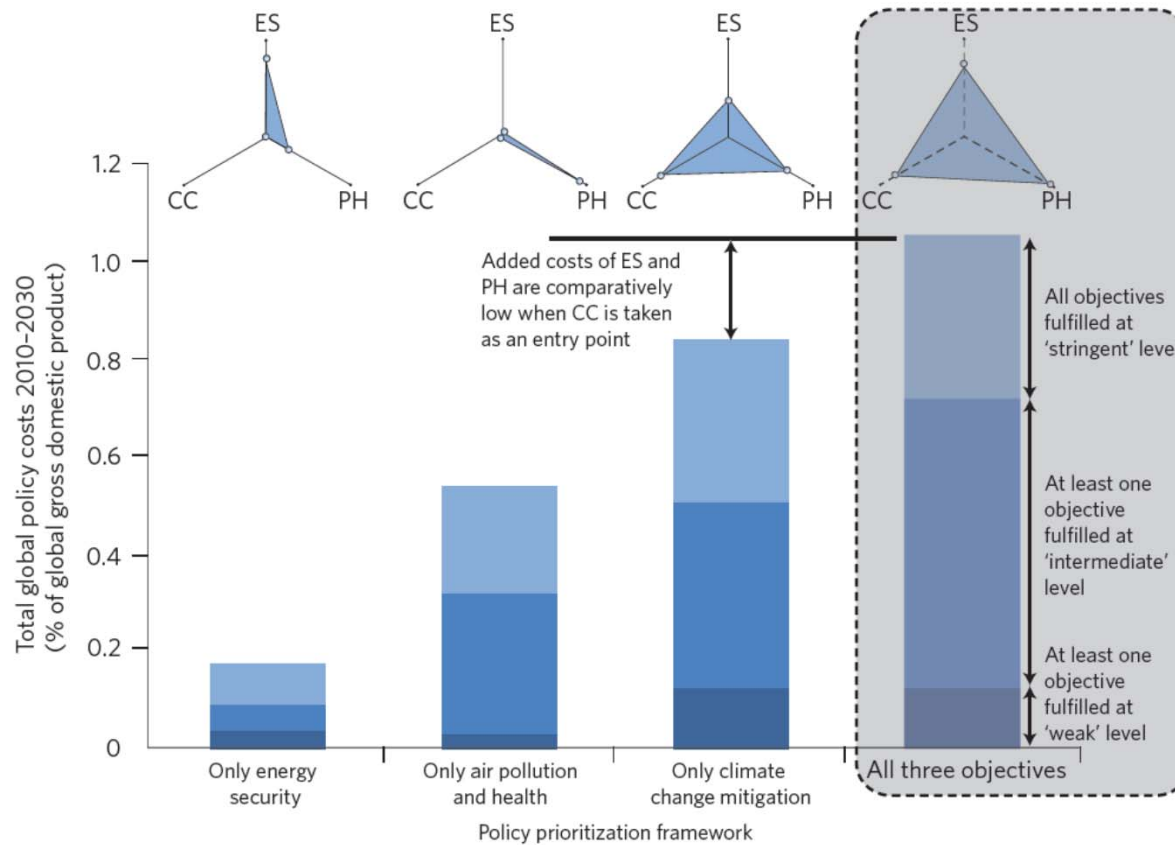 ES
CC
PH
ES
CC
PH
ES
CC
PH
ES
CC
PH
Total global policy costs 2010–2030
(% of global gross domestic product)
1.2
1.0
0.8
0.6
0.4
0.2
0
Added costs of ES and
PH are comparatively
low when CC is taken
as an entry point
All objectives
fulfilled at
‘stringent’ leve
At least one
objective
fulfilled at
‘intermediate’
level
At least one
objective
fulfilled at
‘weak’ level
Only energy
security
Only air pollution
and health
Only climate
change mitigation
All three objectives
Policy prioritization framework